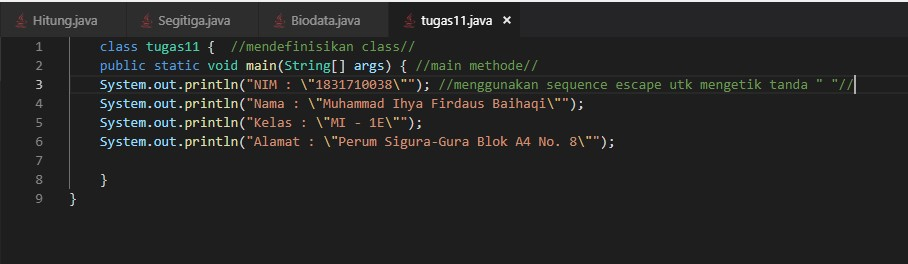 Hitung.java Segitiga.java Biodata.java tugas11.java ×
1 class tugas11 { //mendefinisikan class//
2 public static void main(String[] args) { //main methode//
3 System.out.println("NIM : \"1831710038\""); //menggunakan sequence escape utk mengetik tanda " "//
4 System.out.println("Nama : \"Muhammad Ihya Firdaus Baihaqi\"");
5 System.out.println("Kelas : \"MI - 1E\"");
6 System.out.println("Alamat : \"Perum Sigura-Gura Blok A4 No. 8\"");
7
8 }
9 }